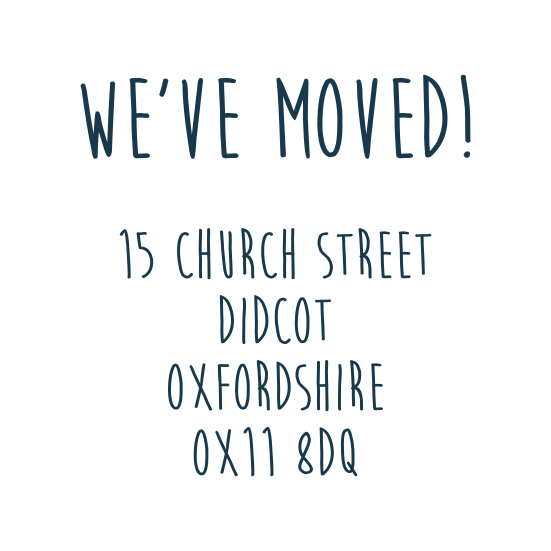 WE'VE MOVED!
15 CHURCH STREET
DIDCOT
OXFORDSHIRE
OX11 8DQ